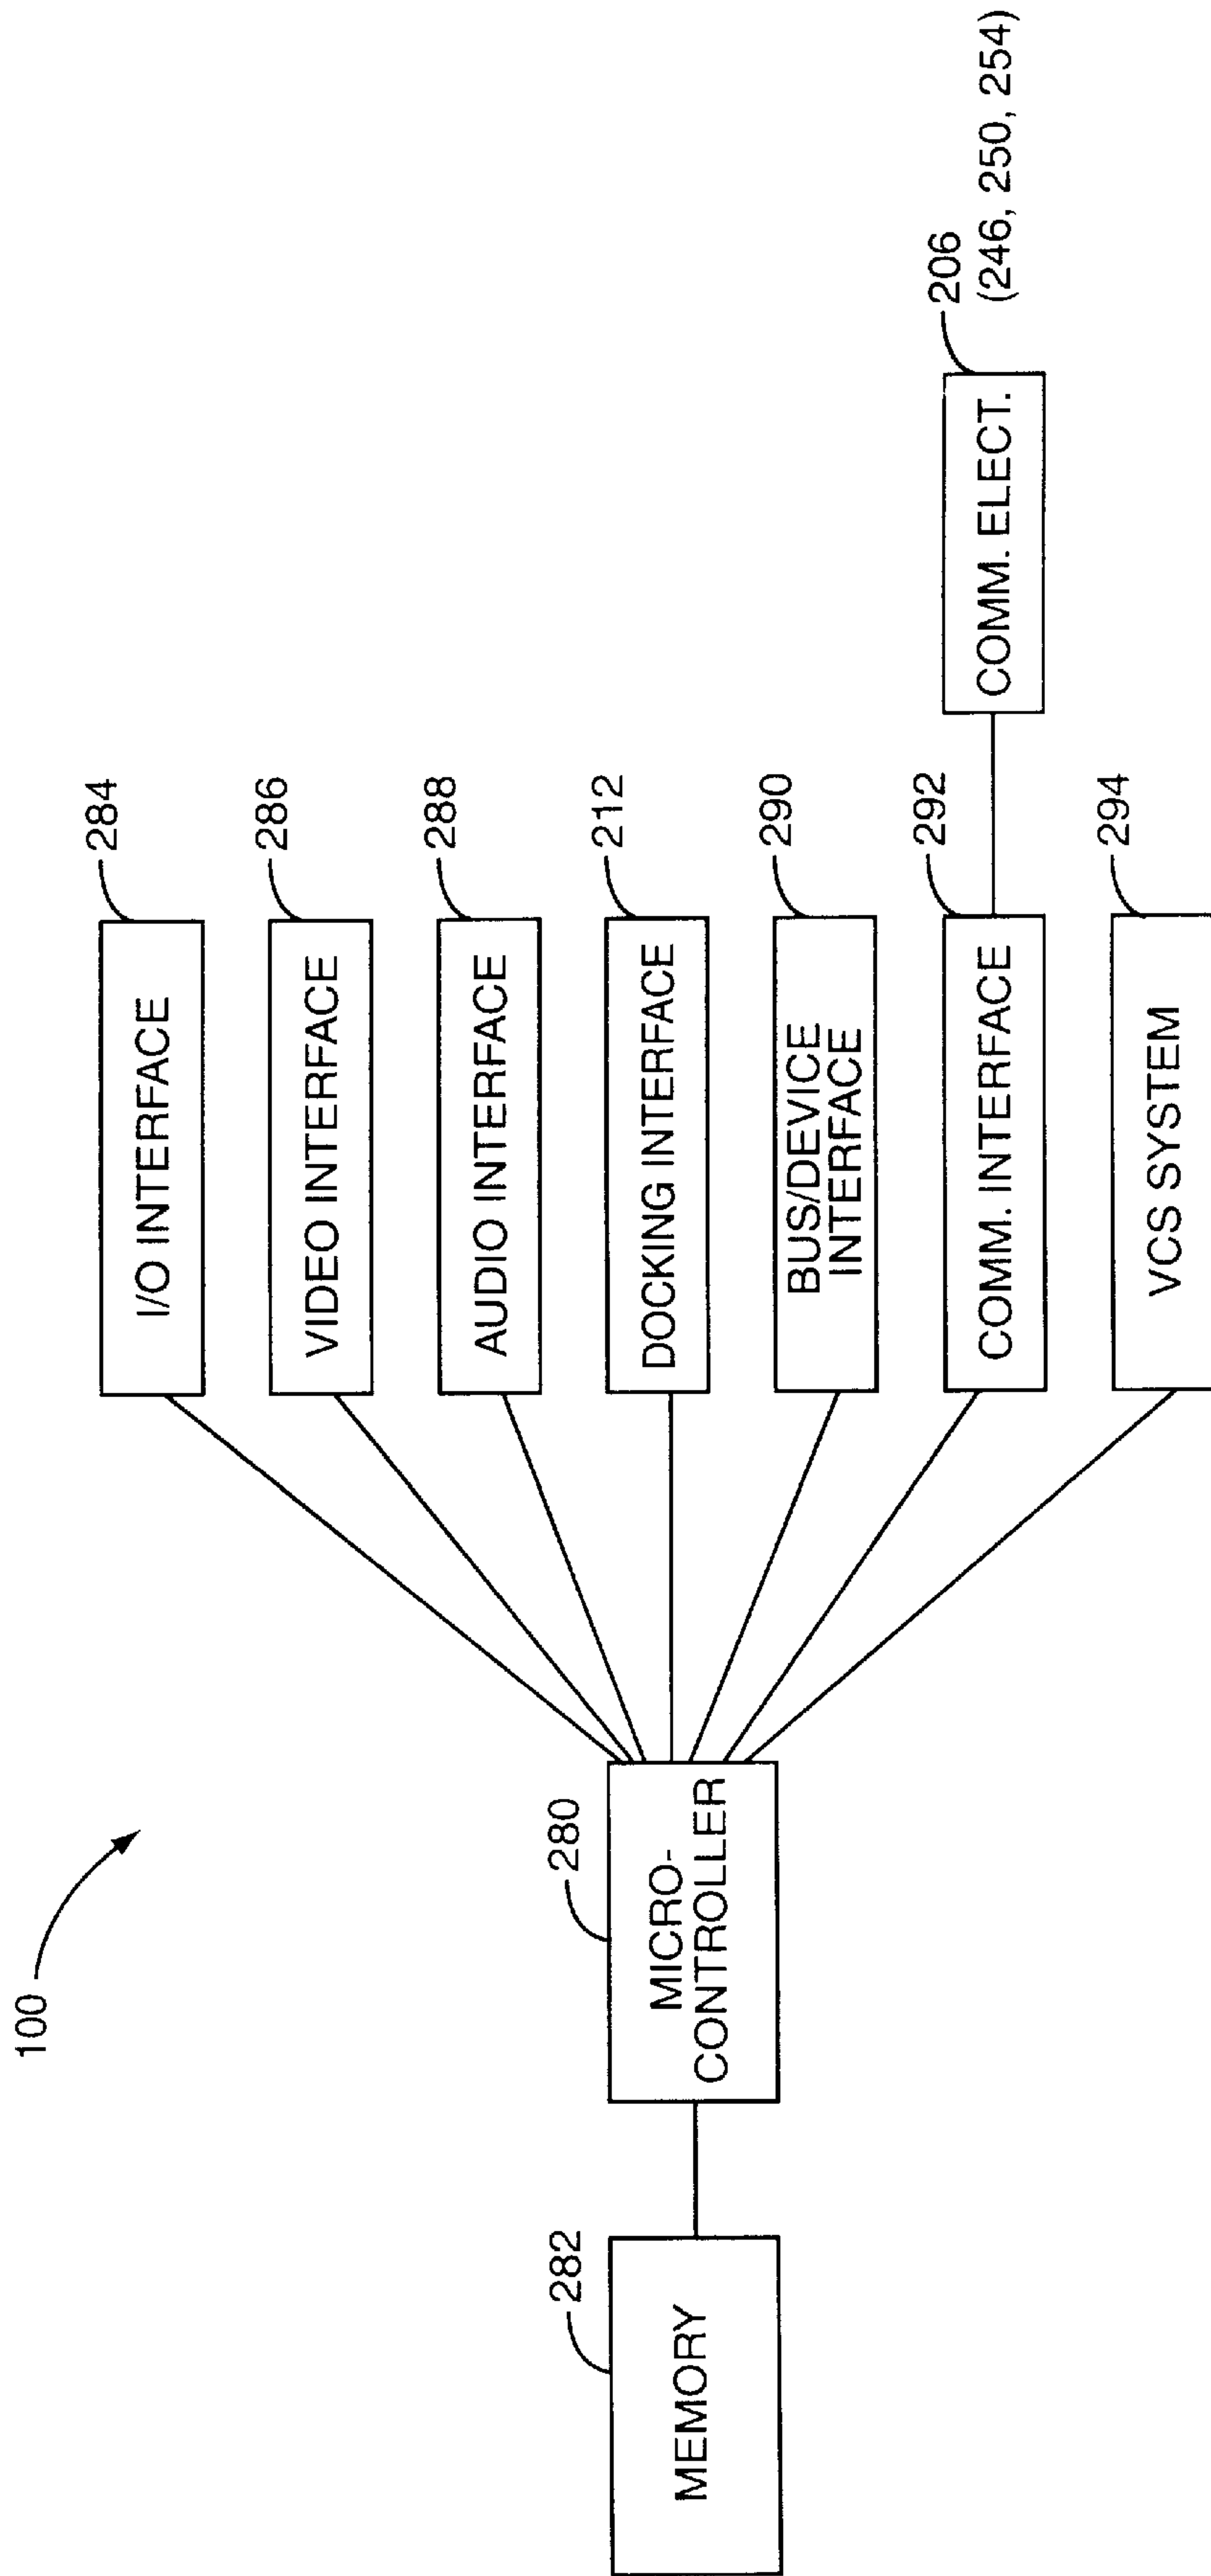 100
282
MEMORY
280
MICRO-
CONTROLLER
284
I/O INTERFACE
286
VIDEO INTERFACE
288
AUDIO INTERFACE
212
DOCKING INTERFACE
290
BUS/DEVICE
INTERFACE
292
COMM. INTERFACE
294
VCS SYSTEM
206
(246, 250, 254)
COMM. ELECT.